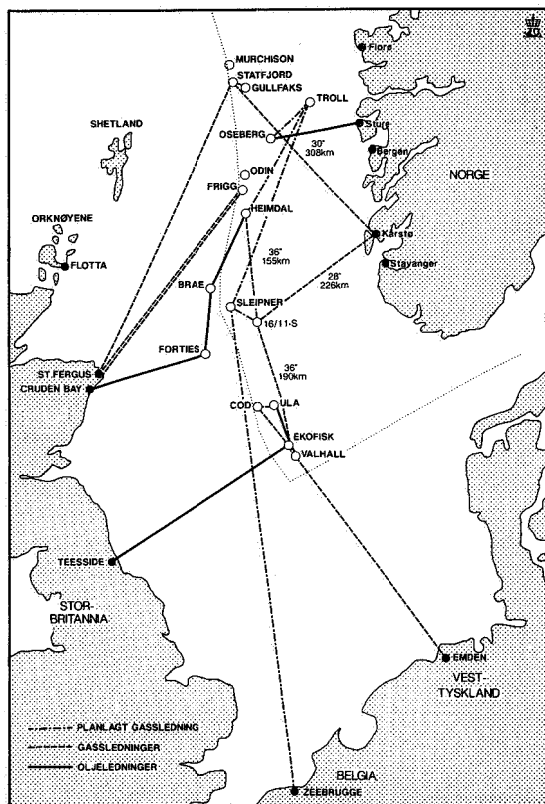 Florø
MURCHISON
STATFJORD
GULLFAKS
TROLL
SHETLAND
Sture
OSEBERG
30"
308km
Bergen
ODIN
NORGE
FRIGG
ORKNØYENE
HEIMDAL
Kårstø
36"
155km
Stavanger
FLOTTA
28"
226km
BRAE
SLEIPNER
16/11-S
FORTIES
ST.FERGUS
CRUDEN BAY
36"
190km
COD
ULA
EKOFISK
VALHALL
TEESSIDE
STOR-
BRITANNIA
EMDEN
VEST-
TYSKLAND
PLANLAGT GASSLEDNING
GASSLEDNINGER
OLJELEDNINGER
BELGIA
ZEEBRUGGE